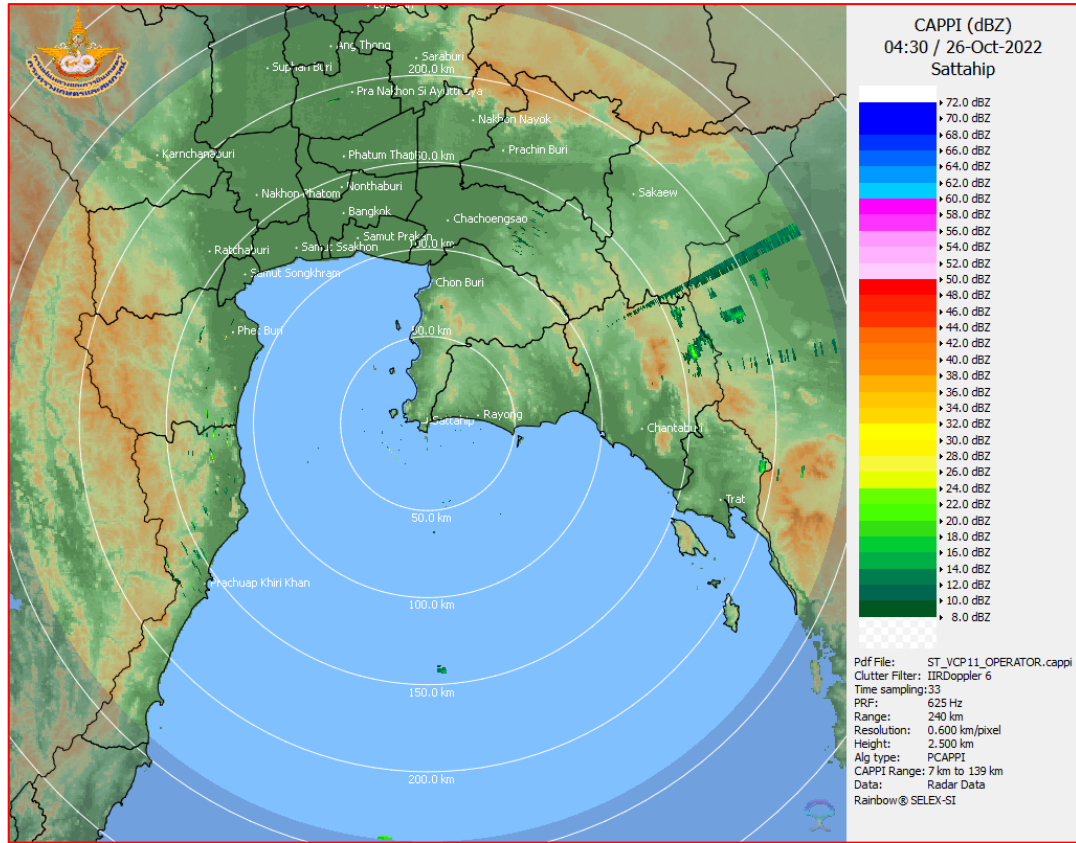 CAPPI (dBZ)
04:30 / 26-Oct-2022
Sattahip
72.0 dBZ
70.0 dBZ
68.0 dBZ
66.0 dBZ
64.0 dBZ
62.0 dBZ
60.0 dBZ
58.0 dBZ
56.0 dBZ
54.0 dBZ
52.0 dBZ
50.0 dBZ
48.0 dBZ
46.0 dBZ
44.0 dBZ
42.0 dBZ
40.0 dBZ
38.0 dBZ
36.0 dBZ
34.0 dBZ
32.0 dBZ
30.0 dBZ
28.0 dBZ
26.0 dBZ
24.0 dBZ
22.0 dBZ
20.0 dBZ
18.0 dBZ
16.0 dBZ
14.0 dBZ
12.0 dBZ
10.0 dBZ
8.0 dBZ
Pdf File: ST_VCP11_OPERATOR.cappi
Clutter Filter: IIRDoppler 6
Time sampling:33
PRF: 625 Hz
Range: 240 km
Resolution: 0.600 km/pixel
Height: 2.500 km
Alg type: PCAPPI
CAPPI Range: 7 km to 139 km
Data: Radar Data
Rainbow® SELEX-SI
Ang Thong
Saraburi
Suphan Buri
200.0 km
Pra Nakhon Si Ayuttaya
Nakhon Nayok
Karnchanaburi
Prachin Buri
Nonthaburi
Nakhon Phatom
Sakaew
Bangkok
Chachoengsao
Samut Prakan
100.0 km
Samut Ssakhon
Ratchaburi
Samut Songkhram
Chon Buri
Phet Buri
50.0 km
Sattahip
Rayong
Chantaburi
Trat
50.0 km
Prachuap Khiri Khan
100.0 km
150.0 km
200.0 km